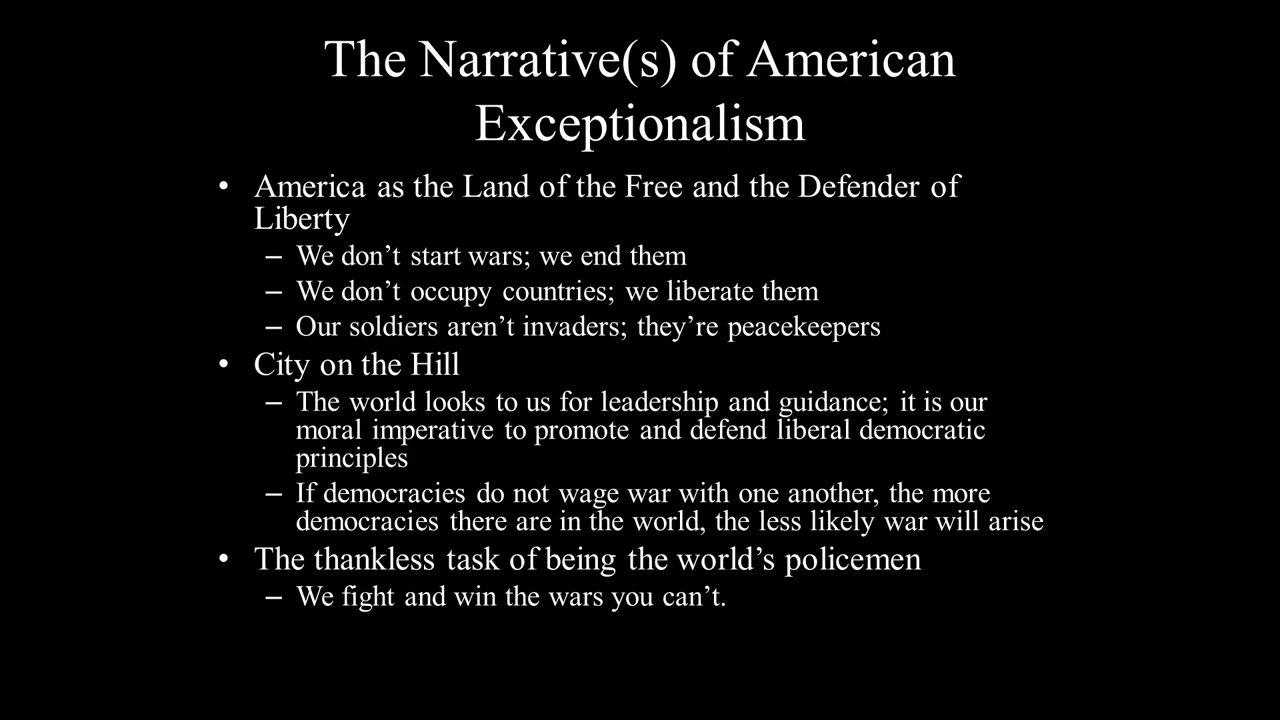 The Narrative(s) of American
Exceptionalism
• America as the Land of the Free and the Defender of
Liberty
– We don’t start wars; we end them
– We don’t occupy countries; we liberate them
– Our soldiers aren’t invaders; they’re peacekeepers
• City on the Hill
– The world looks to us for leadership and guidance; it is our
moral imperative to promote and defend liberal democratic
principles
– If democracies do not wage war with one another, the more
democracies there are in the world, the less likely war will arise
• The thankless task of being the world’s policemen
– We fight and win the wars you can’t.